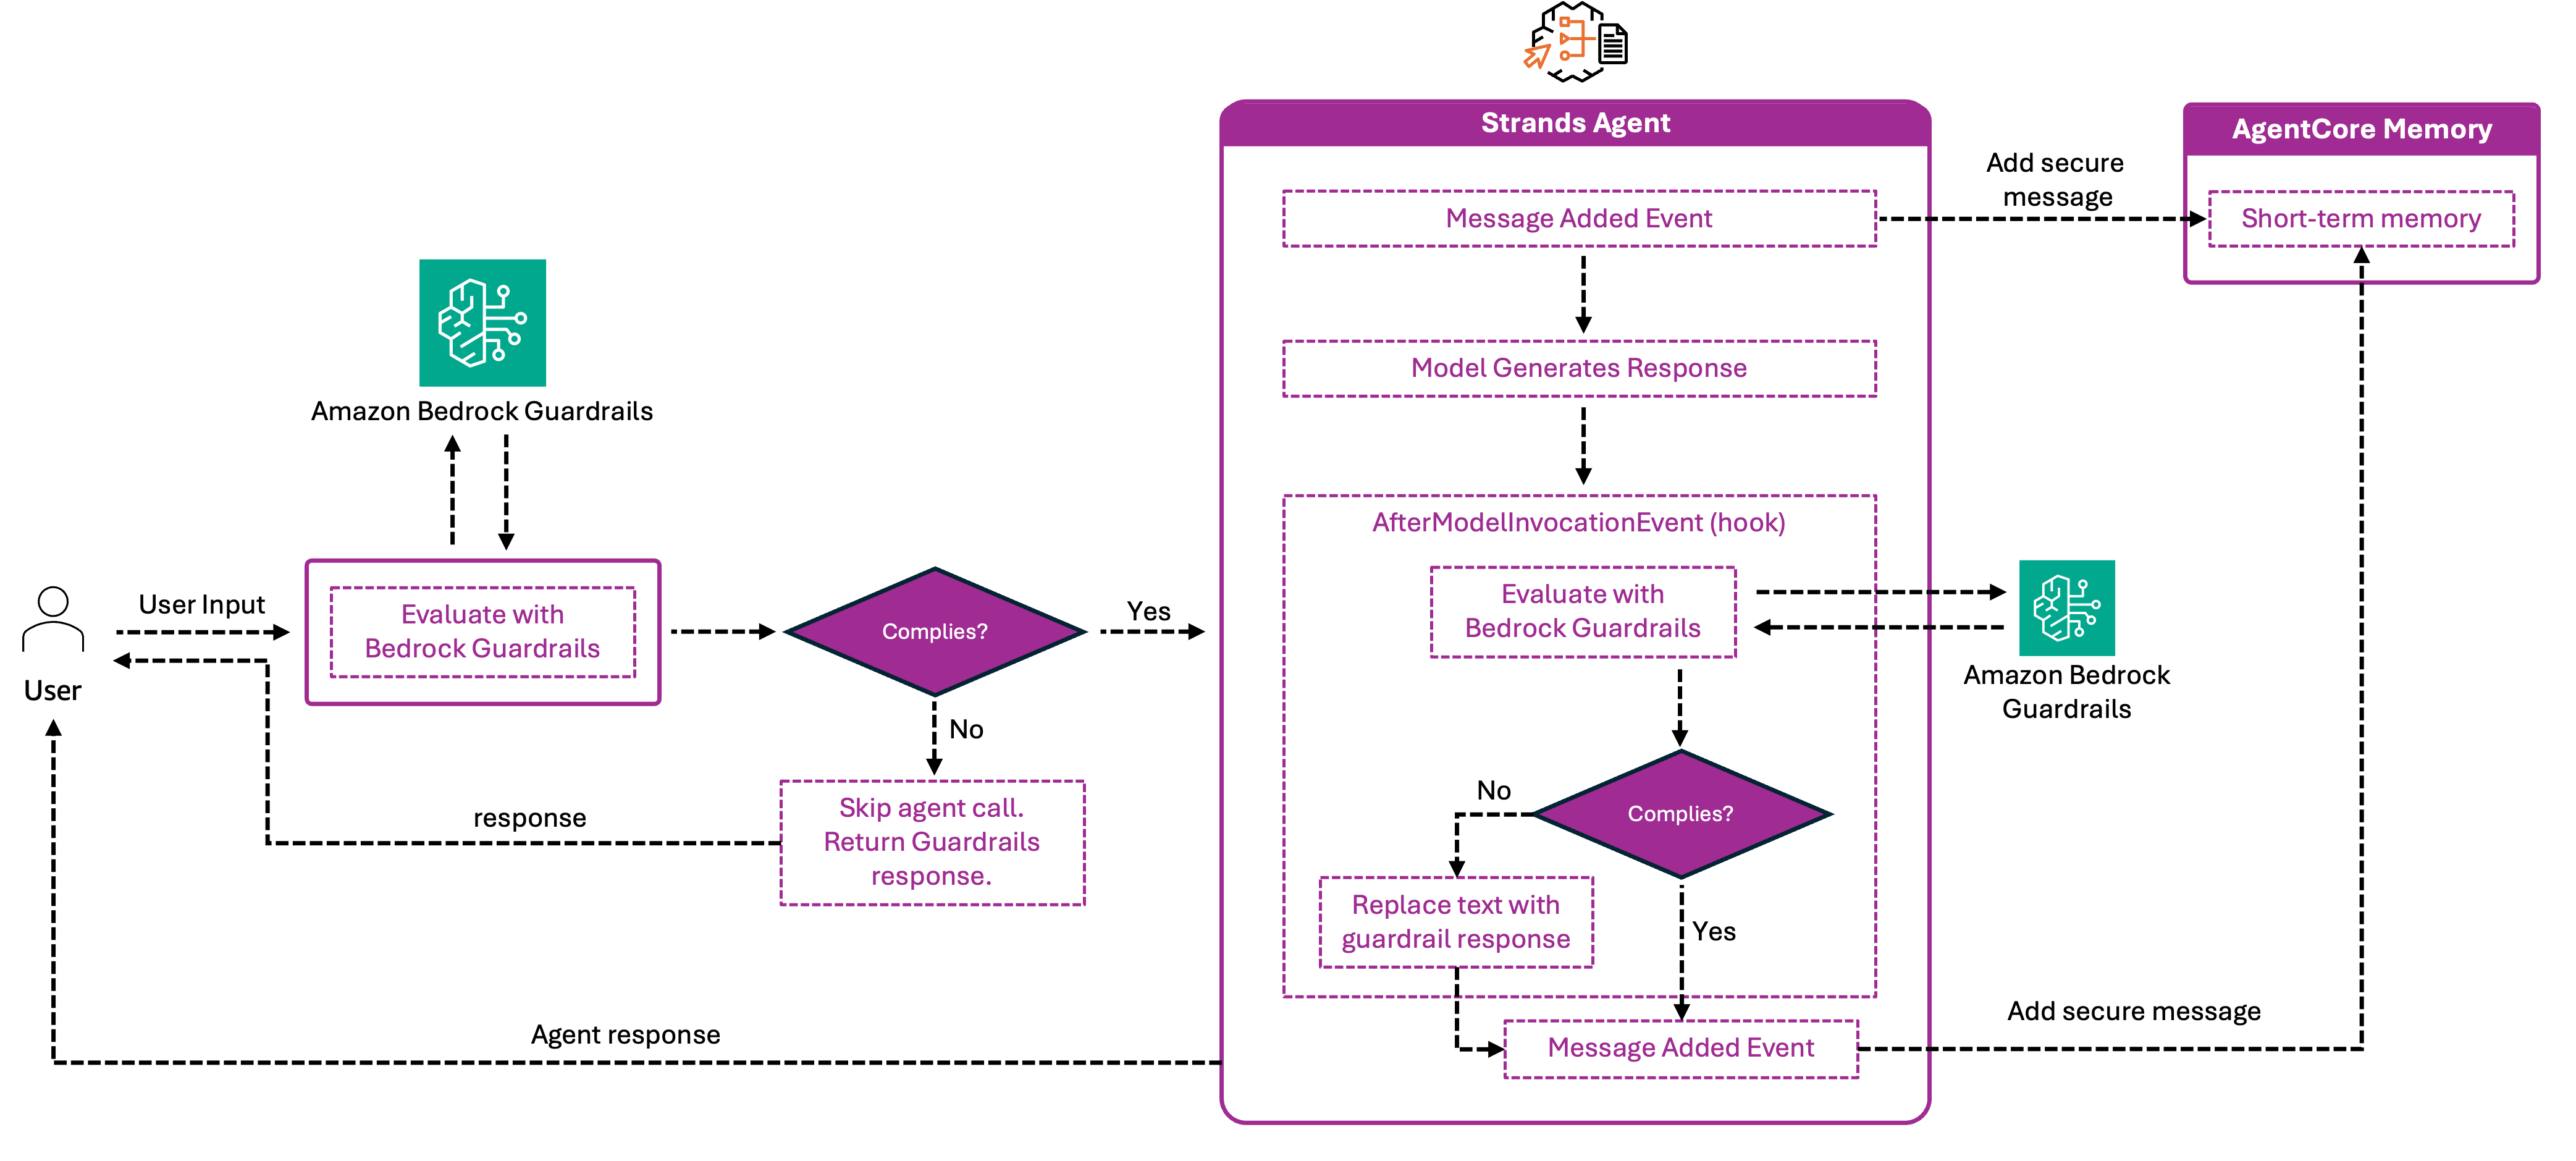 Strands Agent
AgentCore Memory
Add secure
message
Message Added Event
Short-term memory
Model Generates Response
Amazon Bedrock Guardrails
AfterModelInvocationEvent (hook)
User Input
Evaluate with
Bedrock Guardrails
Complies?
Yes
Evaluate with
Bedrock Guardrails
Amazon Bedrock
Guardrails
User
No
Skip agent call.
Return Guardrails
response.
response
No
Complies?
Replace text with
guardrail response
Yes
Agent response
Message Added Event
Add secure message